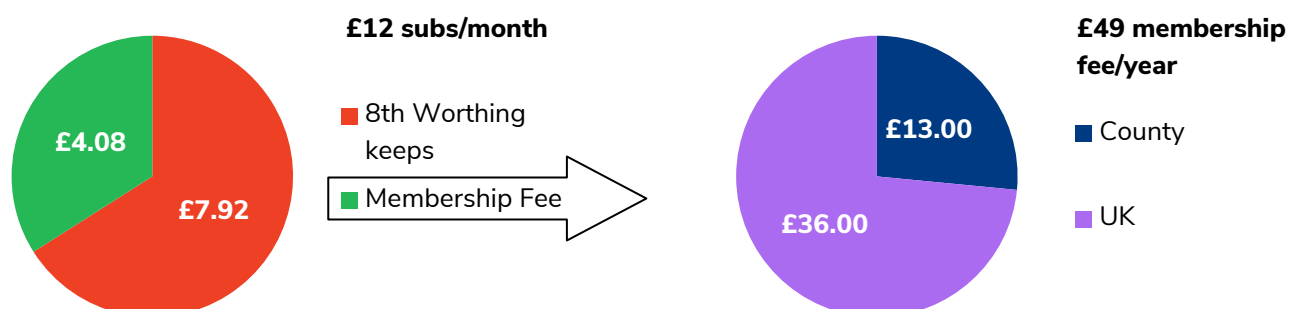 £12 subs/month
£4.08
£7.92
8th Worthing
keeps
Membership Fee
£49 membership
fee/year
£13.00
£36.00
County
UK